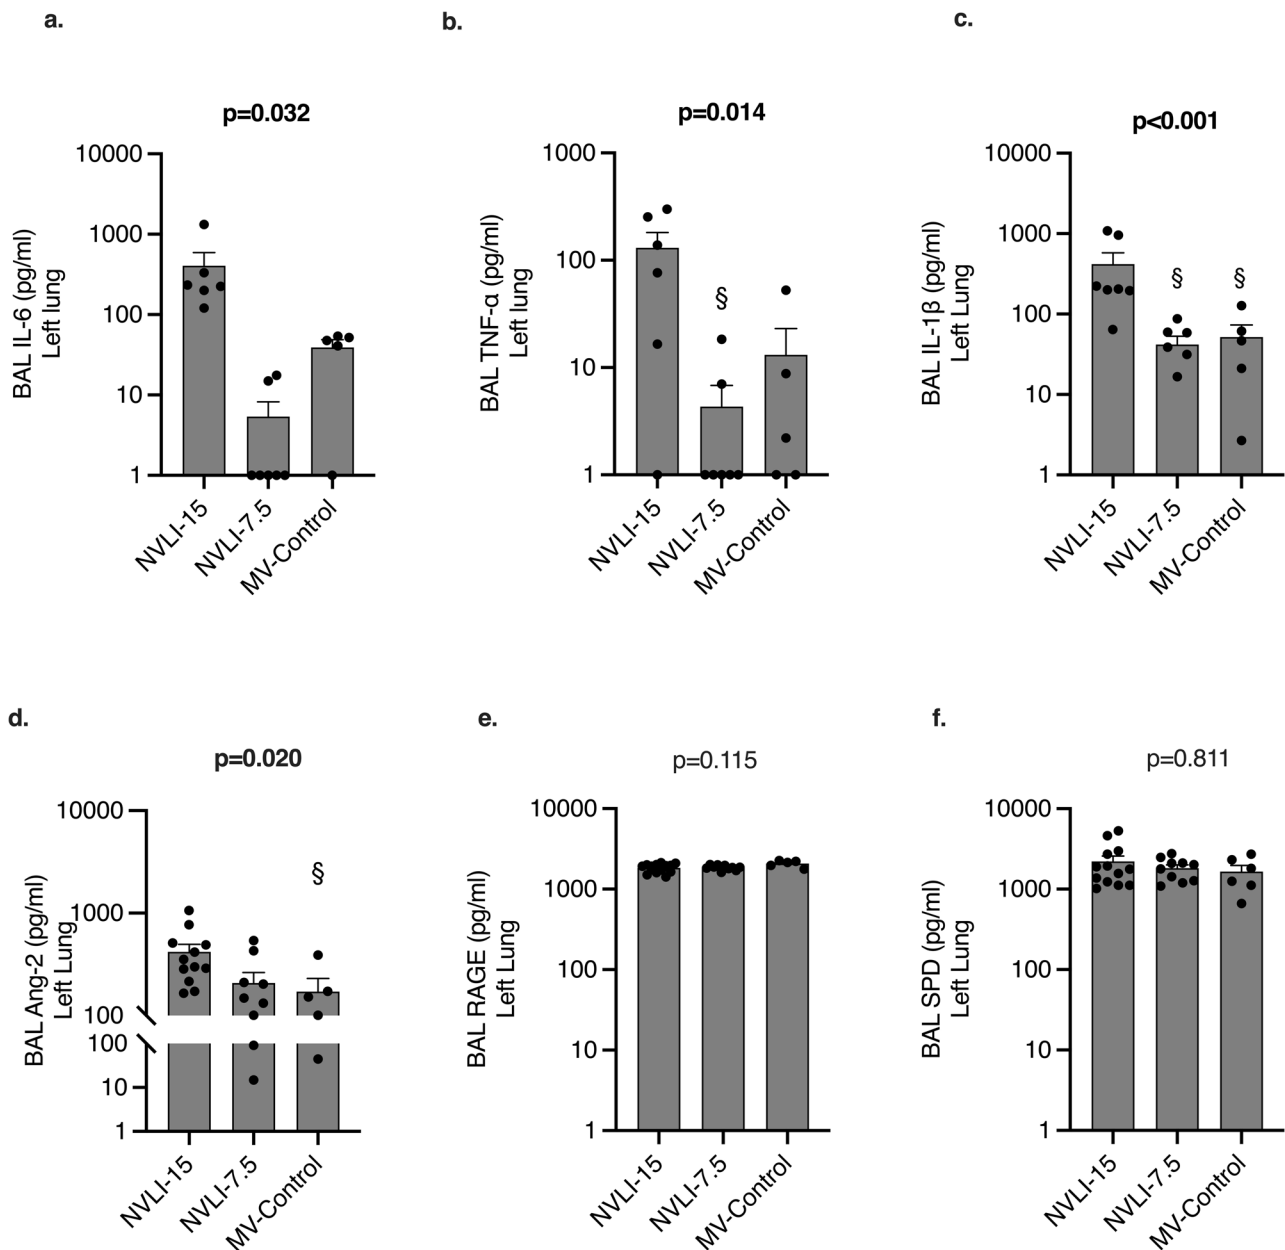 a.
p=0.032
10000
1000
100
10
1
BAL IL-6 (pg/ml)
Left lung
NVLI-15
NVLI-7.5
MV-Control
b.
p=0.014
1000
100
10
1
BAL TNF-α (pg/ml)
Left lung
§
NVLI-15
NVLI-7.5
MV-Control
c.
p<0.001
10000
1000
100
10
1
BAL IL-1β (pg/ml)
Left Lung
§
§
NVLI-15
NVLI-7.5
MV-Control
d.
p=0.020
10000
1000
100
100
10
1
BAL Ang-2 (pg/ml)
Left Lung
§
NVLI-15
NVLI-7.5
MV-Control
e.
p=0.115
10000
1000
100
10
1
BAL RAGE (pg/ml)
Left Lung
NVLI-15
NVLI-7.5
MV-Control
f.
p=0.811
10000
1000
100
10
1
BAL SPD (pg/ml)
Left Lung
NVLI-15
NVLI-7.5
MV-Control